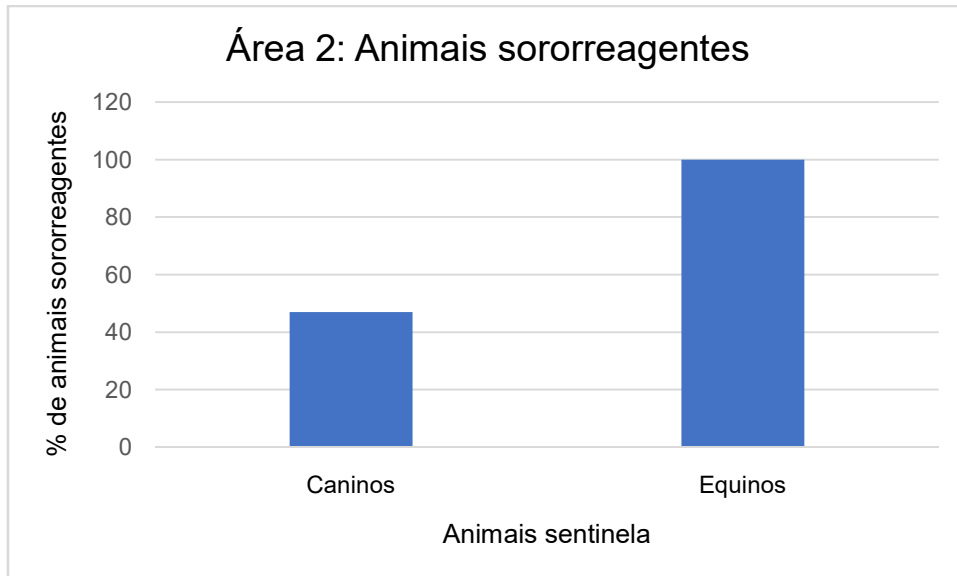 Área 2: Animais sororreagentes
% de animais sororreagentes
120
100
80
60
40
20
0
Caninos
Equinos
Animais sentinela